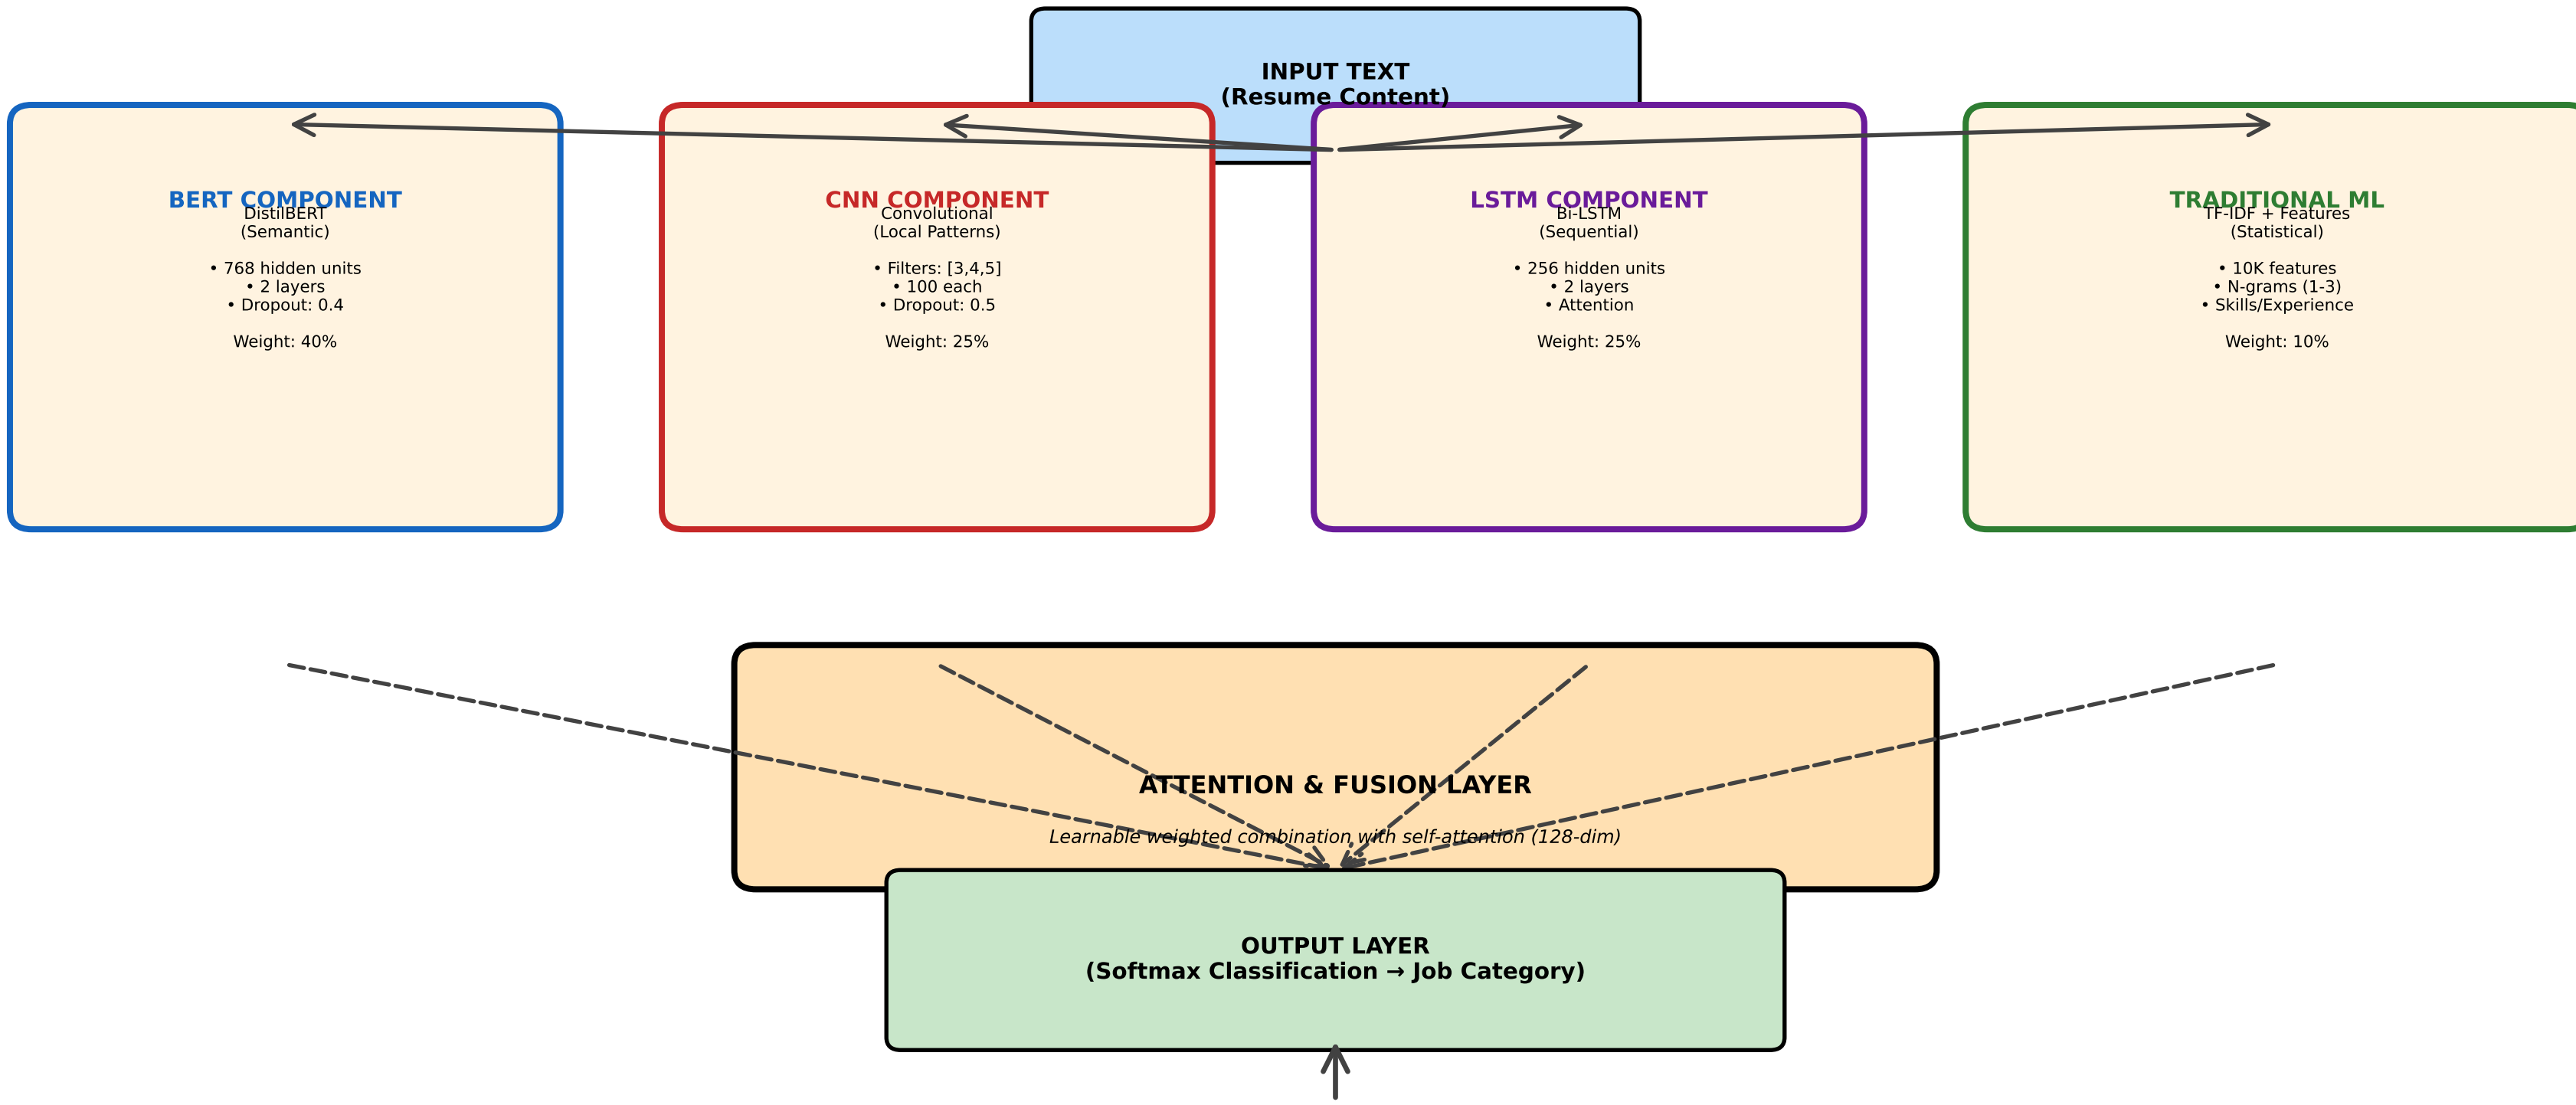 INPUT TEXT
(Resume Content)
BERT COMPONENT
DistilBERT
(Semantic)
• 768 hidden units
• 2 layers
• Dropout: 0.4
Weight: 40%
CNN COMPONENT
Convolutional
(Local Patterns)
• Filters: [3,4,5]
• 100 each
• Dropout: 0.5
Weight: 25%
LSTM COMPONENT
Bi-LSTM
(Sequential)
• 256 hidden units
• 2 layers
• Attention
Weight: 25%
TRADITIONAL ML
TF-IDF + Features
(Statistical)
• 10K features
• N-grams (1-3)
• Skills/Experience
Weight: 10%
ATTENTION & FUSION LAYER
Learnable weighted combination with self-attention (128-dim)
OUTPUT LAYER
(Softmax Classification → Job Category)